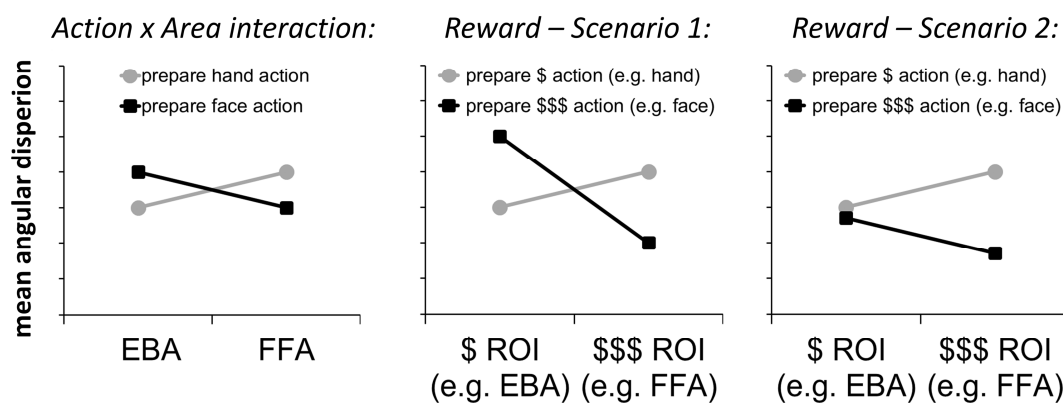 Action x Area interaction:
mean angular disperion
prepare hand action
prepare face action
EBA FFA
Reward – Scenario 1:
prepare $ action (e.g. hand)
prepare $$$ action (e.g. face)
$ ROI $$$ ROI
(e.g. EBA) (e.g. FFA)
Reward – Scenario 2:
prepare $ action (e.g. hand)
prepare $$$ action (e.g. face)
$ ROI $$$ ROI
(e.g. EBA) (e.g. FFA)